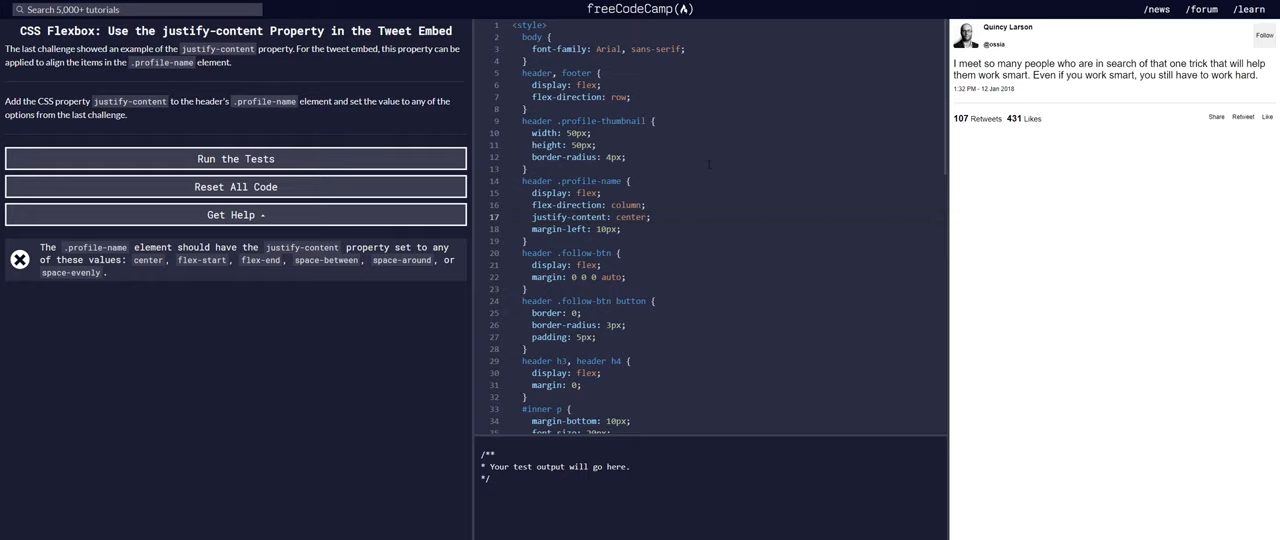 Search 5,000+ tutorials
freeCodeCamp(🔥)
/news /forum /learn
CSS Flexbox: Use the justify-content Property in the Tweet Embed
The last challenge showed an example of the justify-content property. For the tweet embed, this property can be
applied to align the items in the .profile-name element.
Add the CSS property justify-content to the header's .profile-name element and set the value to any of the
options from the last challenge.
Run the Tests
Reset All Code
Get Help
The .profile-name element should have the justify-content property set to any
of these values: center, flex-start, flex-end, space-between, space-around, or
space-evenly.
1 <style>
2 body {
3 font-family: Arial, sans-serif;
4 }
5 header, footer {
6 display: flex;
7 flex-direction: row;
8 }
9 header .profile-thumbnail {
10 width: 50px;
11 height: 50px;
12 border-radius: 4px;
13 }
14 header .profile-name {
15 display: flex;
16 flex-direction: column;
17 justify-content: center;
18 margin-left: 10px;
19 }
20 header .follow-btn {
21 display: flex;
22 margin: 0 0 0 auto;
23 }
24 header .follow-btn button {
25 border: 0;
26 border-radius: 3px;
27 padding: 5px;
28 }
29 header h3, header h4 {
30 display: flex;
31 margin: 0;
32 }
33 #inner p {
34 margin-bottom: 10px;
35 font-size: 20px;
/**
* Your test output will go here.
*/
Quincy Larson
@ossia
Follow
I meet so many people who are in search of that one trick that will help
them work smart. Even if you work smart, you still have to work hard.
1:32 PM - 12 Jan 2018
107 Retweets 431 Likes
Share Retweet Like